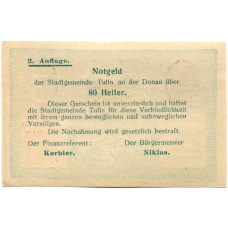 2. Auflage.
Notgeld
der Stadtgemeinde Tulln an der Donau über
80 Heller.
Dieser Gutschein ist unverzinslich und haftet
die Stadtgemeinde Tulln für diese Verbindlichkeit
mit ihrem ganzen beweglichen und unbeweglichen
Vermögen.
Die Nachahmung wird gesetzlich bestraft.
Der Finanzreferent: Der Bürgermeister
Korbler. Niklas.